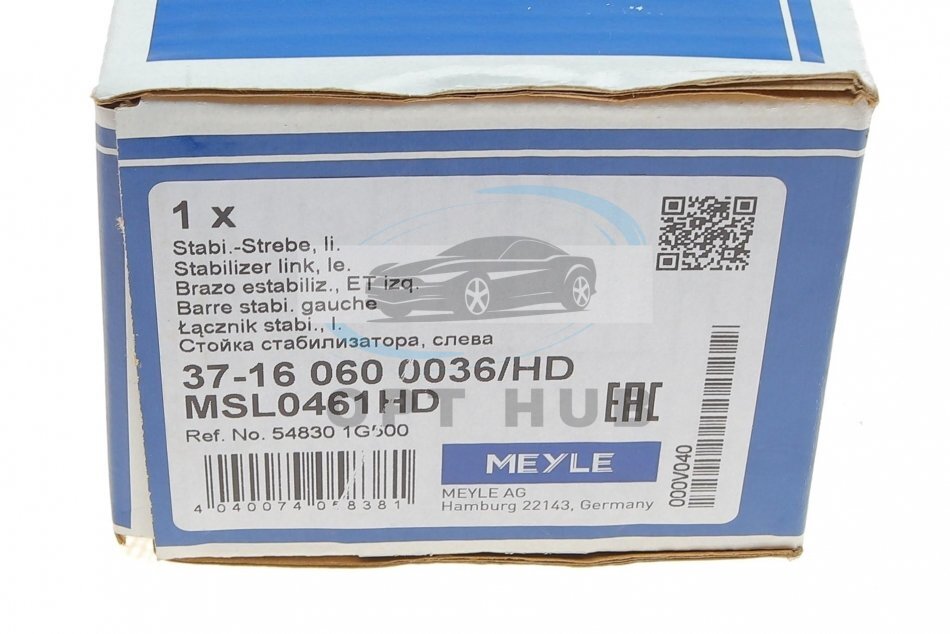 1 x
Stabi.-Strebe, li.
Stabilizer link, le.
Brazo estabiliz., ET izq.
Barre stabi. gauche
Łącznik stabi., l.
Стойка стабилизатора, слева
37-16 060 0036/HD
MSL0461HD
OPT HUB
EAC
Ref. No. 54830 1G500
MEYLE
4 040074 058381
MEYLE AG
Hamburg 22143, Germany
000V040